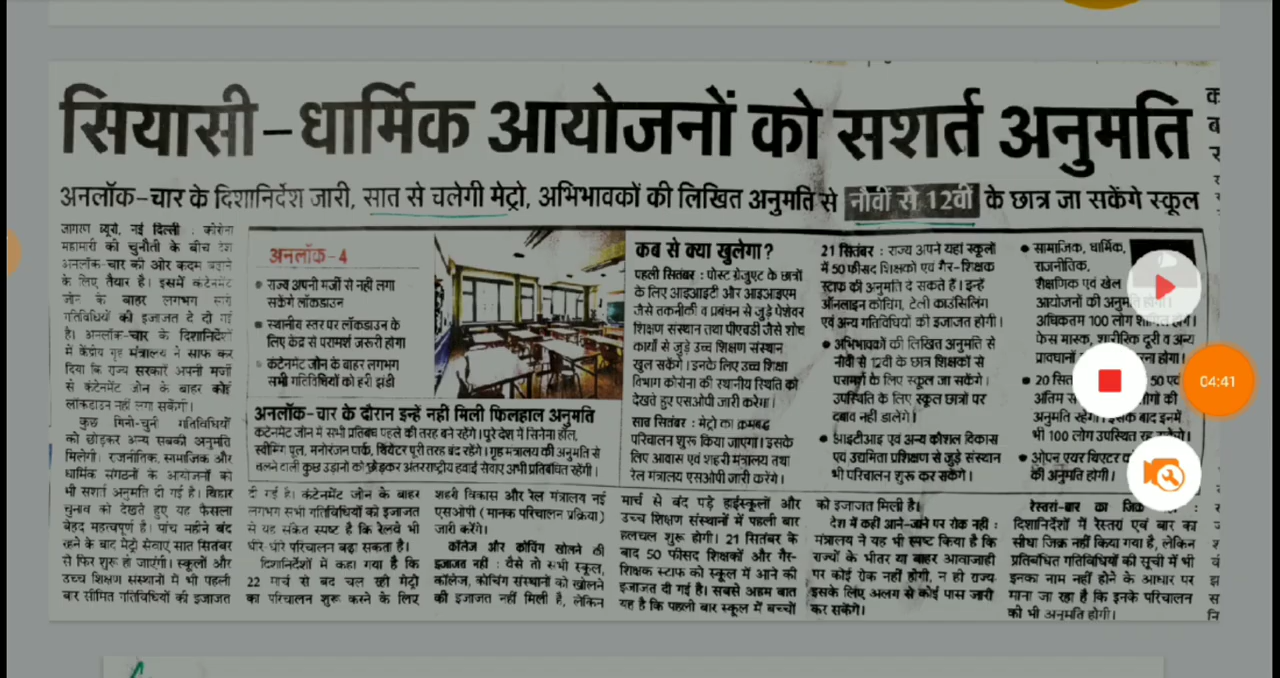 सियासी-धार्मिक आयोजनों को सशर्त अनुमति
अनलॉक-चार के दिशानिर्देश जारी, सात से चलेगी मेट्रो, अभिभावकों की लिखित अनुमति से नौवीं से 12वीं के छात्र जा सकेंगे स्कूल
जागरण ब्यूरो, नई दिल्ली : कोरोना
महामारी की चुनौती के बीच देश
अनलॉक-चार की ओर कदम बढ़ाने
के लिए तैयार है। इसमें कंटेनमेंट
जोन के बाहर लगभग सारी
गतिविधियों की इजाजत दे दी गई
है। अनलॉक-चार के दिशानिर्देशों
में केंद्रीय गृह मंत्रालय ने साफ कर
दिया कि राज्य सरकारें अपनी मर्जी
से कंटेनमेंट जोन के बाहर कोई
लॉकडाउन नहीं लगा सकेंगी।
कुछ गिनी-चुनी गतिविधियों
को छोड़कर अन्य सबकी अनुमति
मिलेगी। राजनीतिक, सामाजिक और
धार्मिक संगठनों के आयोजनों को
भी सशर्त अनुमति दी गई है। बिहार
चुनाव को देखते हुए यह फैसला
बेहद महत्वपूर्ण है। पांच महीने बंद
रहने के बाद मेट्रो सेवाएं सात सितंबर
से फिर शुरू हो जाएंगी। स्कूलों और
उच्च शिक्षण संस्थानों में भी पहली
बार सीमित गतिविधियों की इजाजत
अनलॉक-4
राज्य अपनी मर्जी से नहीं लगा
सकेंगे लॉकडाउन
स्थानीय स्तर पर लॉकडाउन के
लिए केंद्र से परामर्श जरूरी होगा
कंटेनमेंट जोन के बाहर लगभग
सभी गतिविधियों को हरी झंडी
अनलॉक-चार के दौरान इन्हें नहीं मिली फिलहाल अनुमति
कंटेनमेंट जोन में सभी प्रतिबंध पहले की तरह बने रहेंगे। पूरे देश में सिनेमा हॉल,
स्वीमिंग पूल, मनोरंजन पार्क, थियेटर पूरी तरह बंद रहेंगे। गृह मंत्रालय की अनुमति से
चलने वाली कुछ उड़ानों को छोड़कर अंतरराष्ट्रीय हवाई सेवाएं अभी प्रतिबंधित रहेंगी।
कब से क्या खुलेगा?
पहली सितंबर : पोस्ट ग्रेजुएट के छात्रों
के लिए आइआइटी और आइआइएम
जैसे तकनीकी व प्रबंधन से जुड़े पेशेवर
शिक्षण संस्थान तथा पीएचडी जैसे शोध
कार्यों से जुड़े उच्च शिक्षण संस्थान
खुल सकेंगे। इनके लिए उच्च शिक्षा
विभाग कोरोना की स्थानीय स्थिति को
देखते हुए एसओपी जारी करेगा।
सात सितंबर : मेट्रो का क्रमबद्ध
परिचालन शुरू किया जाएगा। इसके
लिए आवास एवं शहरी मंत्रालय तथा
रेल मंत्रालय एसओपी जारी करेंगे।
21 सितंबर : राज्य अपने यहां स्कूलों
में 50 फीसद शिक्षकों एवं गैर-शिक्षक
स्टाफ की अनुमति दे सकते हैं। इन्हें
ऑनलाइन कोचिंग, टेली काउंसिलिंग
एवं अन्य गतिविधियों की इजाजत होगी।
अभिभावकों की लिखित अनुमति से
नौवीं से 12वीं के छात्र शिक्षकों से
परामर्श के लिए स्कूल जा सकेंगे।
उपस्थिति के लिए स्कूल छात्रों पर
दबाव नहीं डालेंगे।
आइटीआइ एवं अन्य कौशल विकास
एवं उद्यमिता प्रशिक्षण से जुड़े संस्थान
भी परिचालन शुरू कर सकेंगे।
सामाजिक, धार्मिक,
राजनीतिक,
शैक्षणिक एवं खेल
आयोजनों की अनुमति होगी।
अधिकतम 100 लोग शामिल होंगे।
फेस मास्क, शारीरिक दूरी व अन्य
प्रावधानों होगा।
20 सित 50 एवं
अंतिम लोगों की
अनुमति रहेगी। इसके बाद इनमें
भी 100 लोग उपस्थित रह सकेंगे।
ओपन एयर थिएटर
की अनुमति होगी।
04:41
दी गई है। कंटेनमेंट जोन के बाहर
लगभग सभी गतिविधियों को इजाजत
से यह संकेत स्पष्ट है कि रेलवे भी
धीरे-धीरे परिचालन बढ़ा सकता है।
दिशानिर्देशों में कहा गया है कि
22 मार्च से बंद चल रही मेट्रो
का परिचालन शुरू करने के लिए
शहरी विकास और रेल मंत्रालय नई
एसओपी (मानक परिचालन प्रक्रिया)
जारी करेंगे।
कॉलेज और कोचिंग खोलने की
इजाजत नहीं : वैसे तो सभी स्कूल,
कॉलेज, कोचिंग संस्थानों को खोलने
की इजाजत नहीं मिली है, लेकिन
मार्च से बंद पड़े हाईस्कूलों और
उच्च शिक्षण संस्थानों में पहली बार
हलचल शुरू होगी। 21 सितंबर के
बाद 50 फीसद शिक्षकों और गैर-
शिक्षक स्टाफ को स्कूल में आने की
इजाजत दी गई है। सबसे अहम बात
यह है कि पहली बार स्कूल में बच्चों
को इजाजत मिली है।
देश में कहीं आने-जाने पर रोक नहीं :
मंत्रालय ने यह भी स्पष्ट किया है कि
राज्यों के भीतर या बाहर आवाजाही
पर कोई रोक नहीं होगी, न ही राज्य
इसके लिए अलग से कोई पास जारी
कर सकेंगे।
रेस्तरां-बार का जिक्र :
दिशानिर्देशों में रेस्तरां एवं बार का
सीधा जिक्र नहीं किया गया है, लेकिन
प्रतिबंधित गतिविधियों की सूची में भी
इनका नाम नहीं होने के आधार पर
माना जा रहा है कि इनके परिचालन
की भी अनुमति होगी।